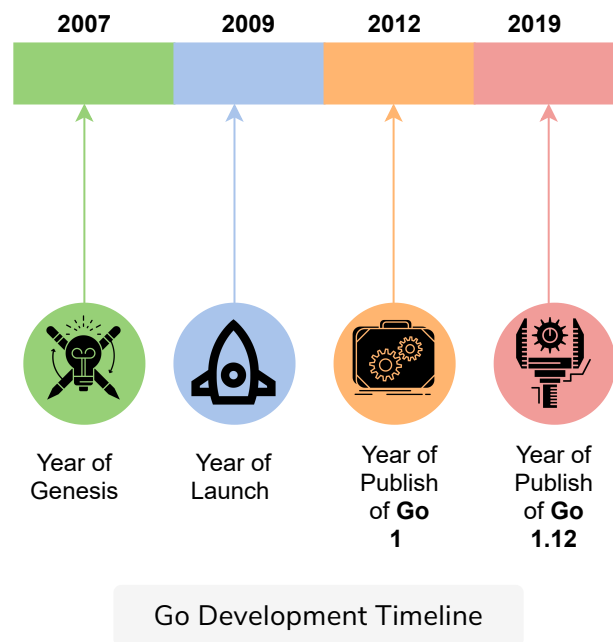 2007
2009
2012
2019
Year of
Genesis
Year of
Launch
Year of
Publish
of Go
1
Year of
Publish
of Go
1.12
Go Development Timeline